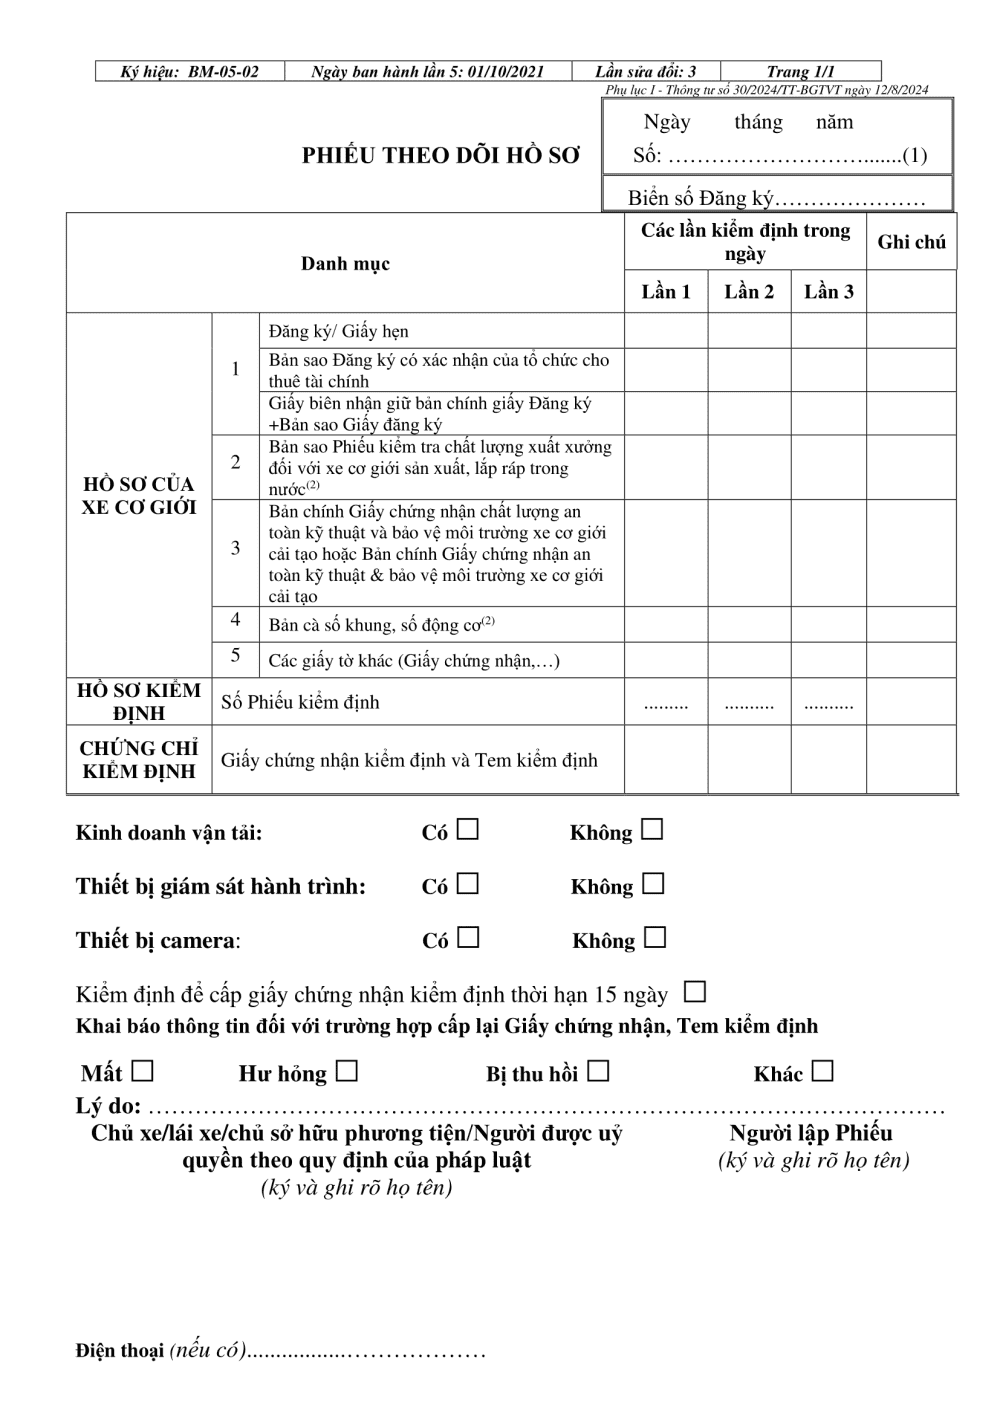 Ký hiệu: BM-05-02 Ngày ban hành lần 5: 01/10/2021 Lần sửa đổi: 3 Trang 1/1
Phụ lục I - Thông tư số 30/2024/TT-BGTVT ngày 12/8/2024
Ngày tháng năm
PHIẾU THEO DÕI HỒ SƠ
Số: ……………………….......(1)
Biển số Đăng ký…………………
Danh mục
Các lần kiểm định trong
ngày
Ghi chú
Lần 1 Lần 2 Lần 3
HỒ SƠ CỦA
XE CƠ GIỚI
1
Đăng ký/ Giấy hẹn
Bản sao Đăng ký có xác nhận của tổ chức cho
thuê tài chính
Giấy biên nhận giữ bản chính giấy Đăng ký
+Bản sao Giấy đăng ký
2
Bản sao Phiếu kiểm tra chất lượng xuất xưởng
đối với xe cơ giới sản xuất, lắp ráp trong
nước(2)
3
Bản chính Giấy chứng nhận chất lượng an
toàn kỹ thuật và bảo vệ môi trường xe cơ giới
cải tạo hoặc Bản chính Giấy chứng nhận an
toàn kỹ thuật & bảo vệ môi trường xe cơ giới
cải tạo
4 Bản cà số khung, số động cơ(2)
5 Các giấy tờ khác (Giấy chứng nhận,…)
HỒ SƠ KIỂM
ĐỊNH
Số Phiếu kiểm định ......... .......... ..........
CHỨNG CHỈ
KIỂM ĐỊNH
Giấy chứng nhận kiểm định và Tem kiểm định
Kinh doanh vận tải: Có ☐ Không ☐
Thiết bị giám sát hành trình: Có ☐ Không ☐
Thiết bị camera: Có ☐ Không ☐
Kiểm định để cấp giấy chứng nhận kiểm định thời hạn 15 ngày ☐
Khai báo thông tin đối với trường hợp cấp lại Giấy chứng nhận, Tem kiểm định
Mất ☐ Hư hỏng ☐ Bị thu hồi ☐ Khác ☐
Lý do: …………………………………………………………………………………………
Chủ xe/lái xe/chủ sở hữu phương tiện/Người được uỷ
quyền theo quy định của pháp luật
(ký và ghi rõ họ tên)
Người lập Phiếu
(ký và ghi rõ họ tên)
Điện thoại (nếu có).................………………